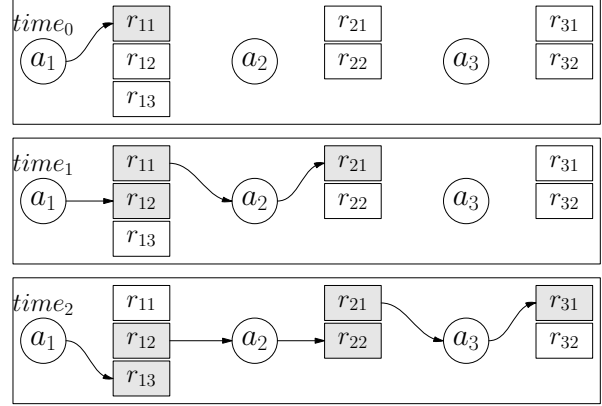 time₀ r₁₁ r₂₁ r₃₁
a₁ r₁₂ a₂ r₂₂ a₃ r₃₂
r₁₃
time₁ r₁₁ r₂₁ r₃₁
a₁ r₁₂ a₂ r₂₂ a₃ r₃₂
r₁₃
time₂ r₁₁ r₂₁ r₃₁
a₁ r₁₂ a₂ r₂₂ a₃ r₃₂
r₁₃